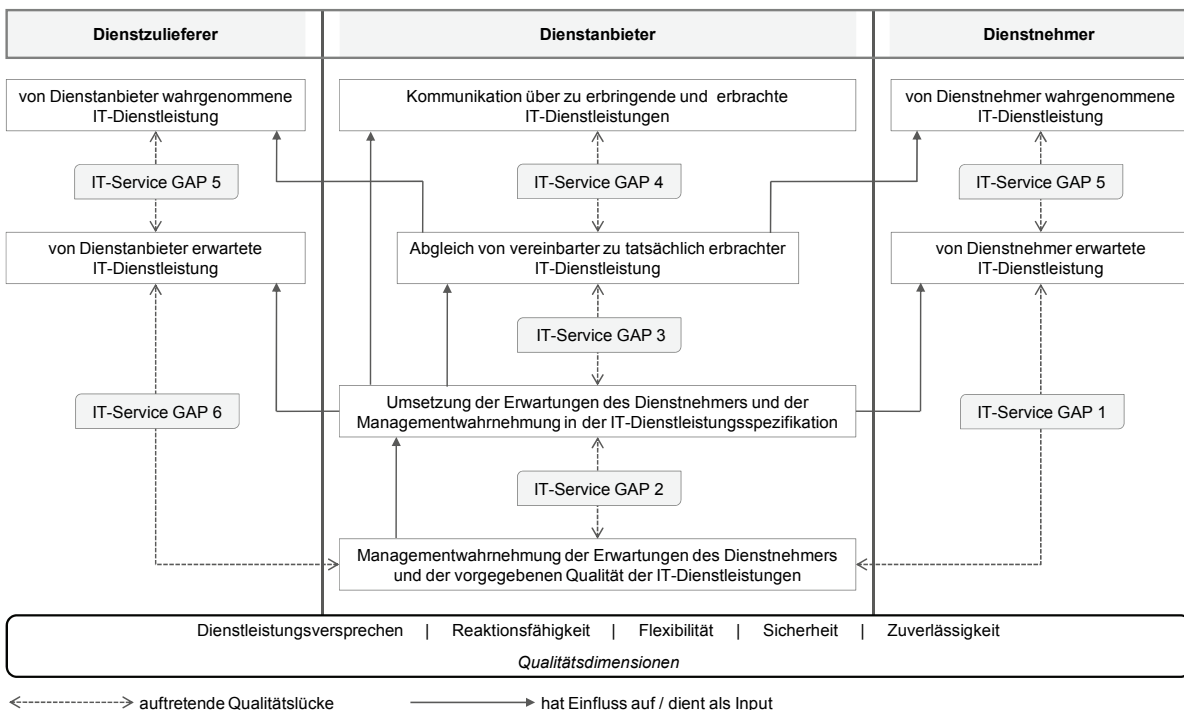 Dienstzulieferer
Dienstanbieter
Dienstnehmer
von Dienstanbieter wahrgenommene
IT-Dienstleistung
Kommunikation über zu erbringende und erbrachte
IT-Dienstleistungen
von Dienstnehmer wahrgenommene
IT-Dienstleistung
IT-Service GAP 5
IT-Service GAP 4
IT-Service GAP 5
von Dienstanbieter erwartete
IT-Dienstleistung
Abgleich von vereinbarter zu tatsächlich erbrachter
IT-Dienstleistung
von Dienstnehmer erwartete
IT-Dienstleistung
IT-Service GAP 3
IT-Service GAP 6
Umsetzung der Erwartungen des Dienstnehmers und der
Managementwahrnehmung in der IT-Dienstleistungsspezifikation
IT-Service GAP 1
IT-Service GAP 2
Managementwahrnehmung der Erwartungen des Dienstnehmers
und der vorgegebenen Qualität der IT-Dienstleistungen
Dienstleistungsversprechen | Reaktionsfähigkeit | Flexibilität | Sicherheit | Zuverlässigkeit
Qualitätsdimensionen
auftretende Qualitätslücke
hat Einfluss auf / dient als Input